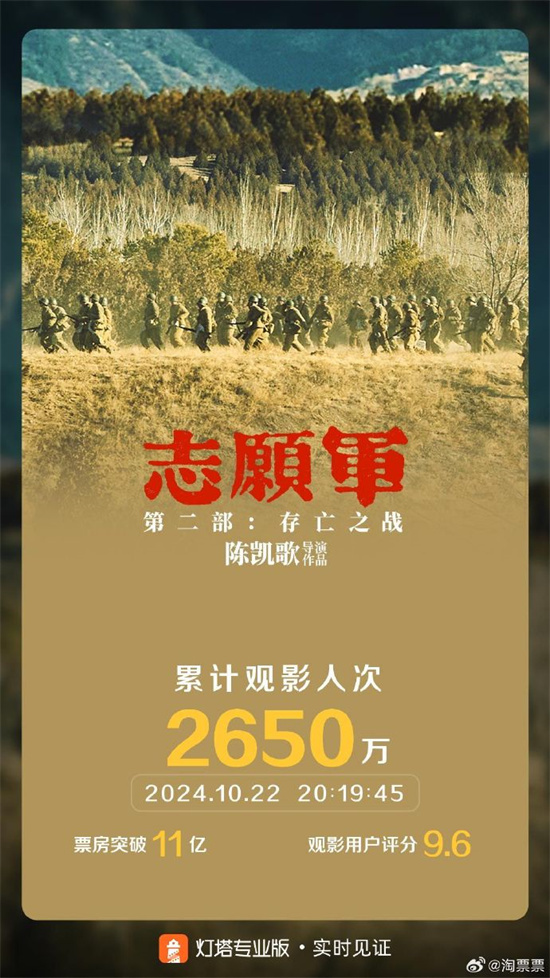 志願軍
第二部：存亡之战
陈凯歌导演作品
累计观影人次
2650万
2024.10.22 20:19:45
票房突破11亿 观影用户评分9.6
灯塔专业版·实时见证
@淘票票